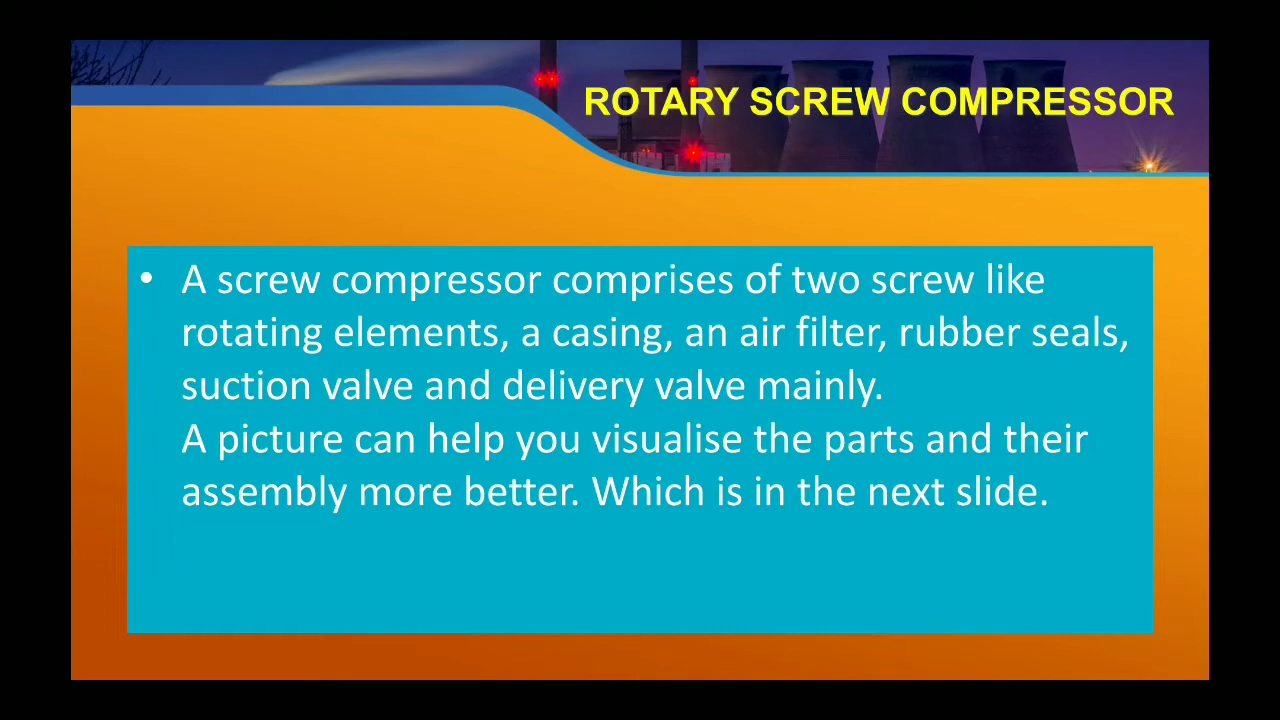 ROTARY SCREW COMPRESSOR
• A screw compressor comprises of two screw like
rotating elements, a casing, an air filter, rubber seals,
suction valve and delivery valve mainly.
A picture can help you visualise the parts and their
assembly more better. Which is in the next slide.